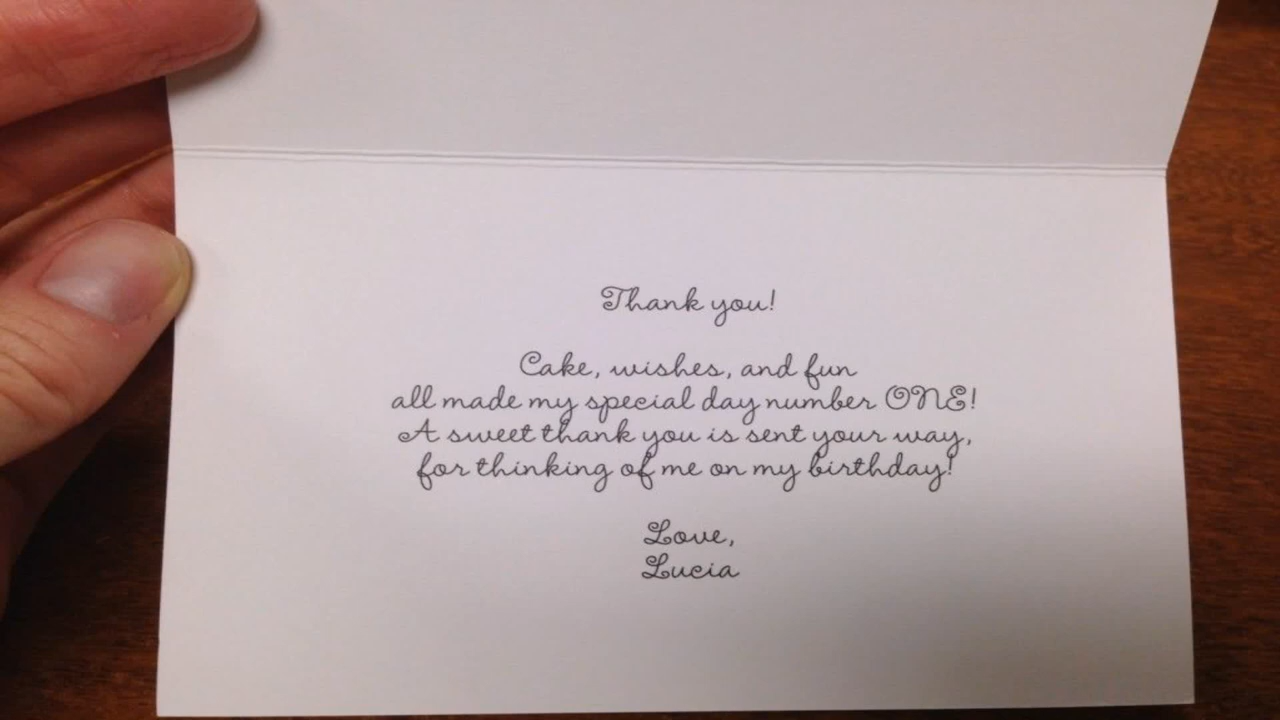 Thank you!
Cake, wishes, and fun
all made my special day number ONE!
A sweet thank you is sent your way,
for thinking of me on my birthday!
Love,
Lucia